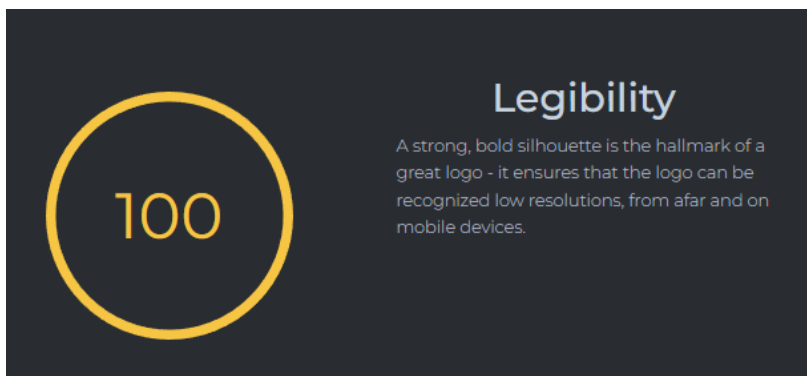 Legibility
100
A strong, bold silhouette is the hallmark of a
great logo - it ensures that the logo can be
recognized low resolutions, from afar and on
mobile devices.